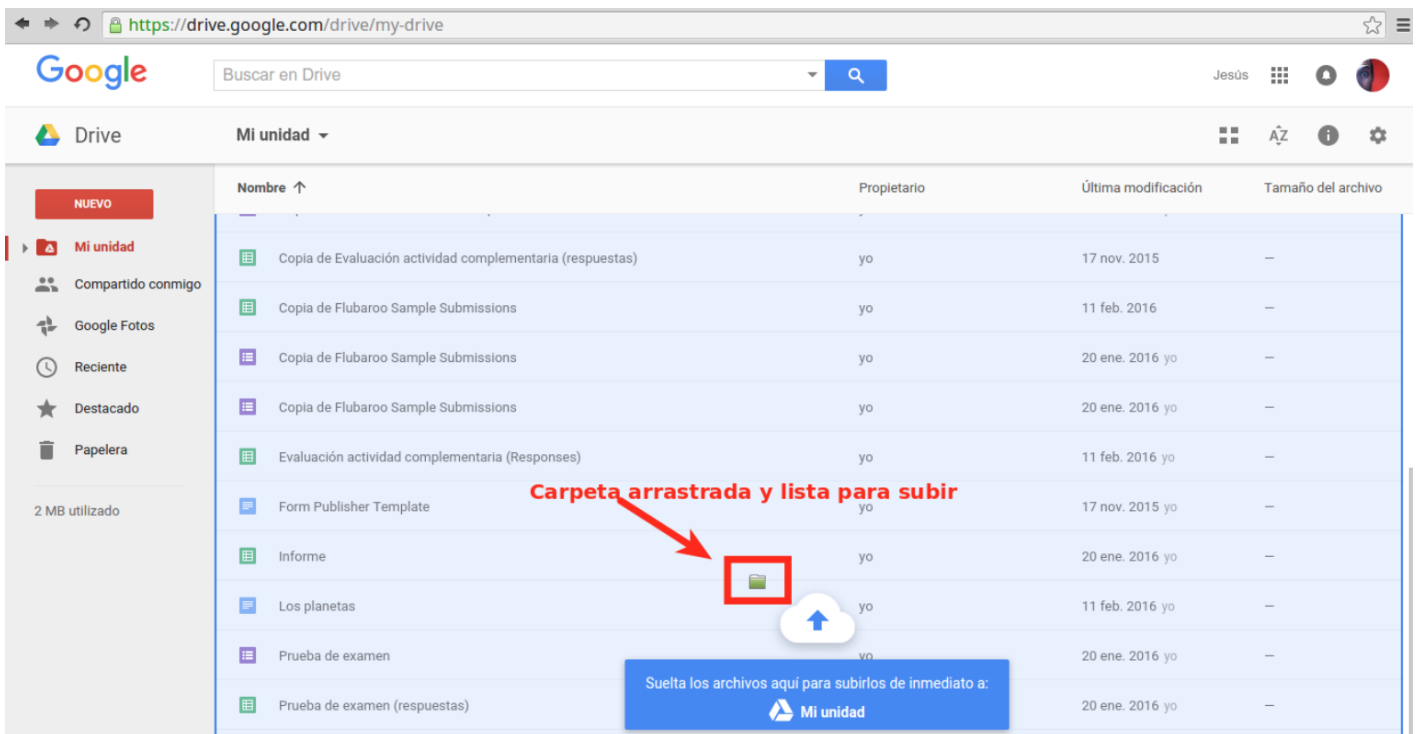 https://drive.google.com/drive/my-drive
Google
Buscar en Drive
Jesús
Drive
Mi unidad
AZ
NUEVO
Mi unidad
Compartido conmigo
Google Fotos
Reciente
Destacado
Papelera
2 MB utilizado
Nombre Propietario Última modificación Tamaño del archivo
Copia de Evaluación actividad complementaria (respuestas) yo 17 nov. 2015 —
Copia de Flubaroo Sample Submissions yo 11 feb. 2016 —
Copia de Flubaroo Sample Submissions yo 20 ene. 2016 yo —
Copia de Flubaroo Sample Submissions yo 20 ene. 2016 yo —
Evaluación actividad complementaria (Responses) yo 11 feb. 2016 yo —
Carpeta arrastrada y lista para subir
Form Publisher Template yo 17 nov. 2015 yo —
Informe yo 20 ene. 2016 yo —
Los planetas yo 11 feb. 2016 yo —
Prueba de examen yo 20 ene. 2016 yo —
Suelta los archivos aquí para subirlos de inmediato a:
Mi unidad
Prueba de examen (respuestas) 20 ene. 2016 yo —